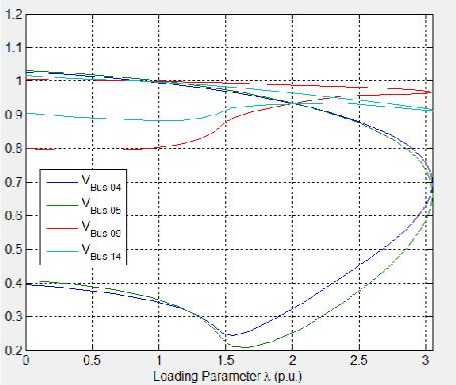 1.2
1.1
1
0.9
0.8
0.7
0.6
0.5
0.4
0.3
0.2
V Bus 04
V Bus 05
V Bus 09
V Bus 14
0 0.5 1 1.5 2 2.5 3
Loading Parameter λ (p.u.)